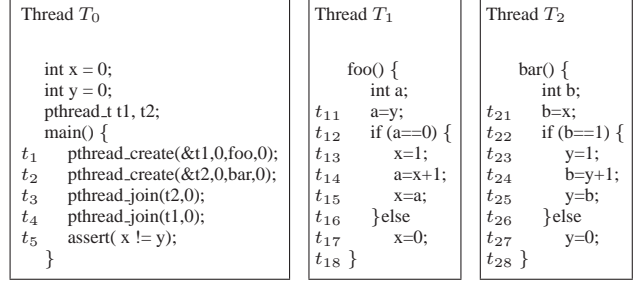 Thread T0
int x = 0;
int y = 0;
pthread_t t1, t2;
main() {
t1 pthread_create(&t1,0,foo,0);
t2 pthread_create(&t2,0,bar,0);
t3 pthread_join(t2,0);
t4 pthread_join(t1,0);
t5 assert( x != y);
}
Thread T1
foo() {
int a;
t11 a=y;
t12 if (a==0) {
t13 x=1;
t14 a=x+1;
t15 x=a;
t16 }else
t17 x=0;
t18 }
Thread T2
bar() {
int b;
t21 b=x;
t22 if (b==1) {
t23 y=1;
t24 b=y+1;
t25 y=b;
t26 }else
t27 y=0;
t28 }